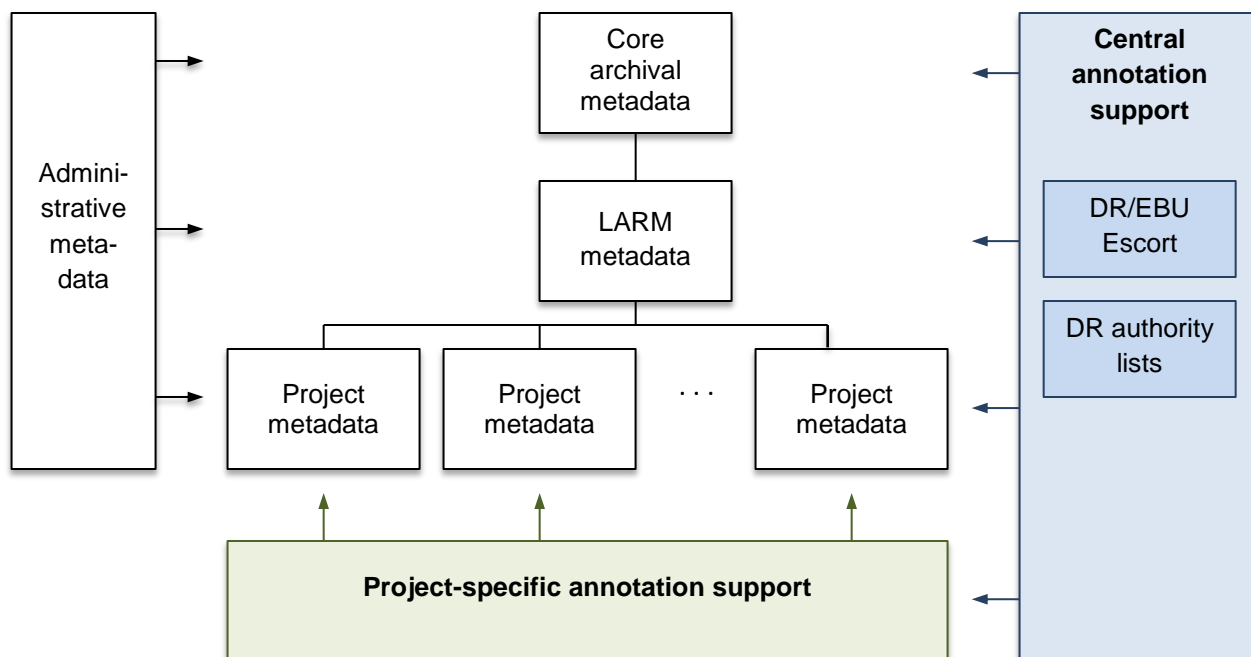 Admini-
strative
meta-
data
Core
archival
metadata
LARM
metadata
Project
metadata
Project
metadata
. . .
Project
metadata
Central
annotation
support
DR/EBU
Escort
DR authority
lists
Project-specific annotation support